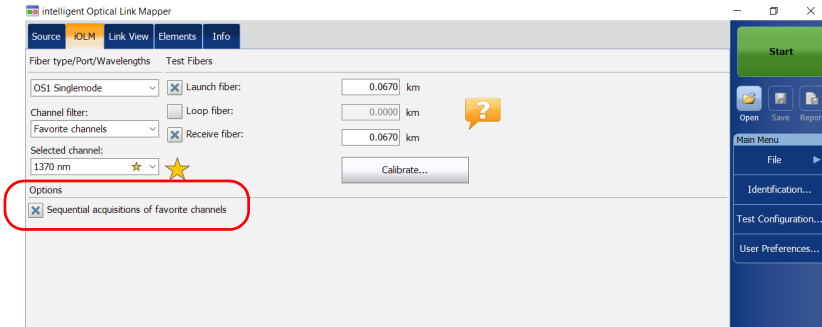 intelligent Optical Link Mapper
Source iOLM Link View Elements Info
Start
Fiber type/Port/Wavelengths Test Fibers
OS1 Singlemode
Launch fiber: 0.0670 km
Channel filter:
Loop fiber: 0.0000 km
?
Open Save Repor
Favorite channels
Receive fiber: 0.0670 km
Main Menu
Selected channel:
File
1370 nm
Calibrate...
Options
Identification...
Sequential acquisitions of favorite channels
Test Configuration...
User Preferences...